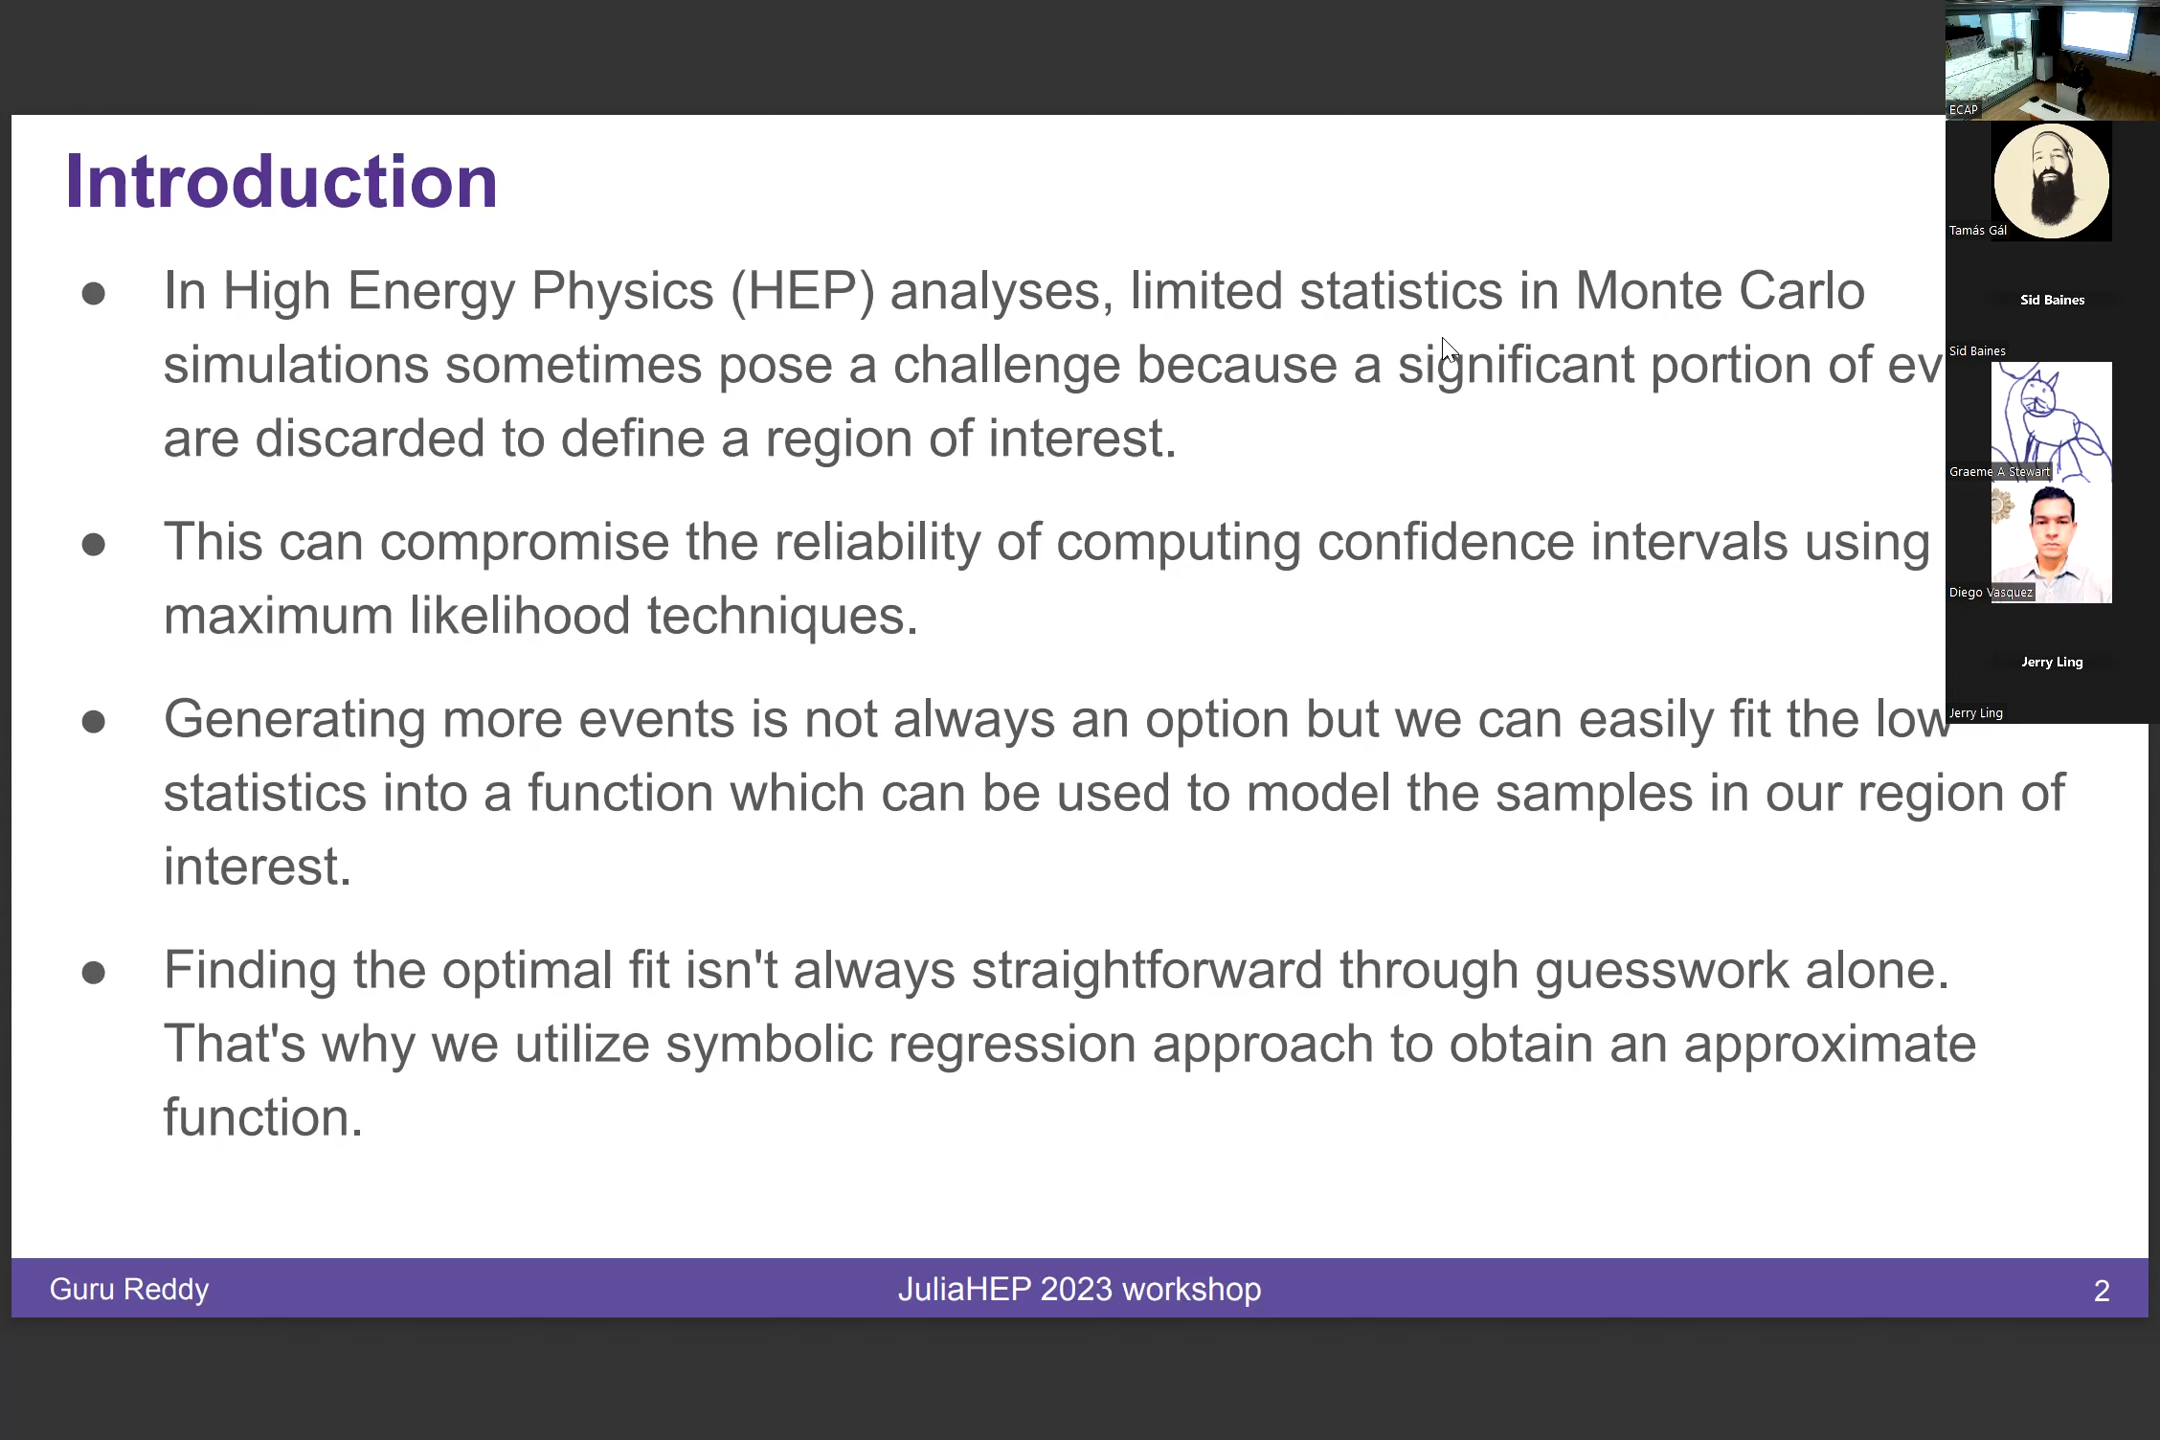 Introduction
● In High Energy Physics (HEP) analyses, limited statistics in Monte Carlo
simulations sometimes pose a challenge because a significant portion of ev
are discarded to define a region of interest.
● This can compromise the reliability of computing confidence intervals using
maximum likelihood techniques.
● Generating more events is not always an option but we can easily fit the low
statistics into a function which can be used to model the samples in our region of
interest.
● Finding the optimal fit isn't always straightforward through guesswork alone.
That's why we utilize symbolic regression approach to obtain an approximate
function.
Guru Reddy
JuliaHEP 2023 workshop
2
ECAP
Tamás Gál
Sid Baines
Sid Baines
Graeme A Stewart
Diego Vasquez
Jerry Ling
Jerry Ling